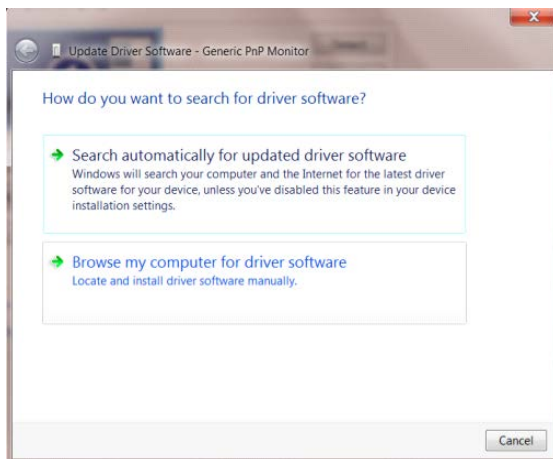 Update Driver Software - Generic PnP Monitor
How do you want to search for driver software?
Search automatically for updated driver software
Windows will search your computer and the Internet for the latest driver
software for your device, unless you've disabled this feature in your device
installation settings.
Browse my computer for driver software
Locate and install driver software manually.
Cancel